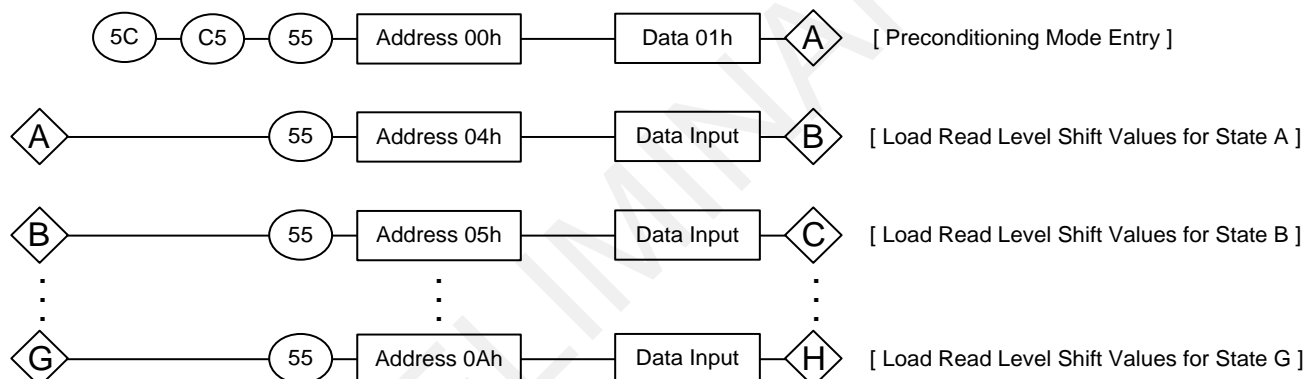 5C C5 55 Address 00h Data 01h A [ Preconditioning Mode Entry ]
A 55 Address 04h Data Input B [ Load Read Level Shift Values for State A ]
B 55 Address 05h Data Input C [ Load Read Level Shift Values for State B ]
G 55 Address 0Ah Data Input H [ Load Read Level Shift Values for State G ]